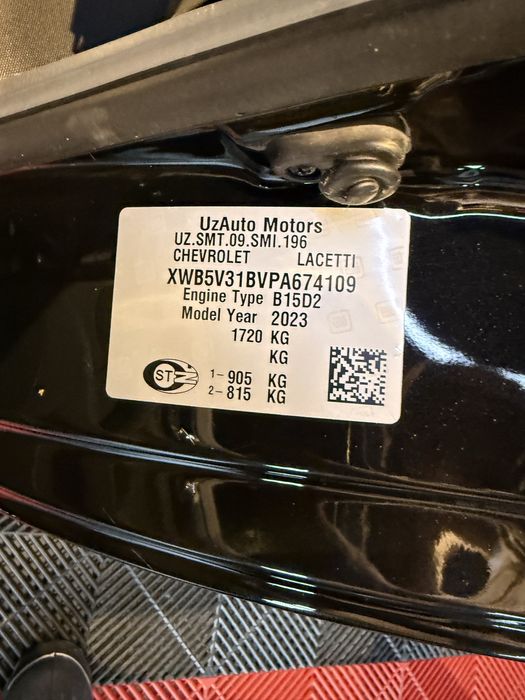 UzAuto Motors
UZ.SMT.09.SMI.196
CHEVROLET LACETTI
XWB5V31BVPA674109
Engine Type B15D2
Model Year 2023
1720 KG
KG
1- 905 KG
2- 815 KG